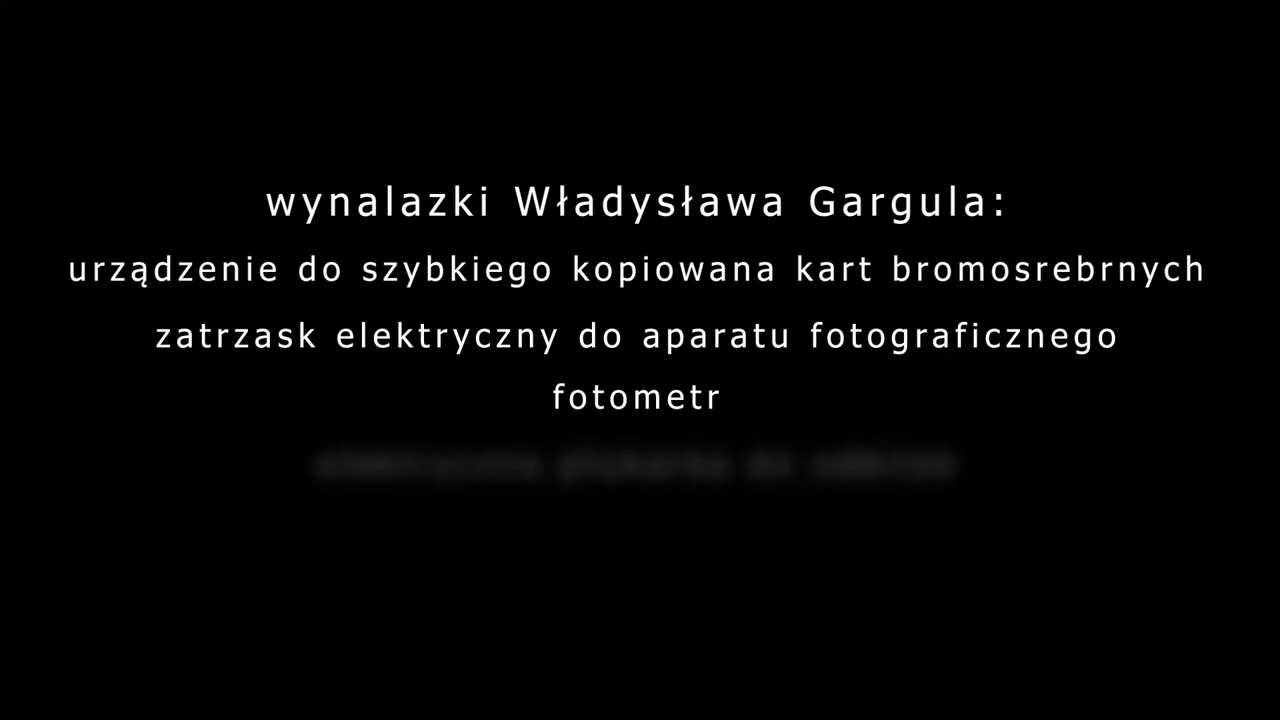 wynalazki Władysława Gargula:
urządzenie do szybkiego kopiowana kart bromosrebrnych
zatrzask elektryczny do aparatu fotograficznego
fotometr